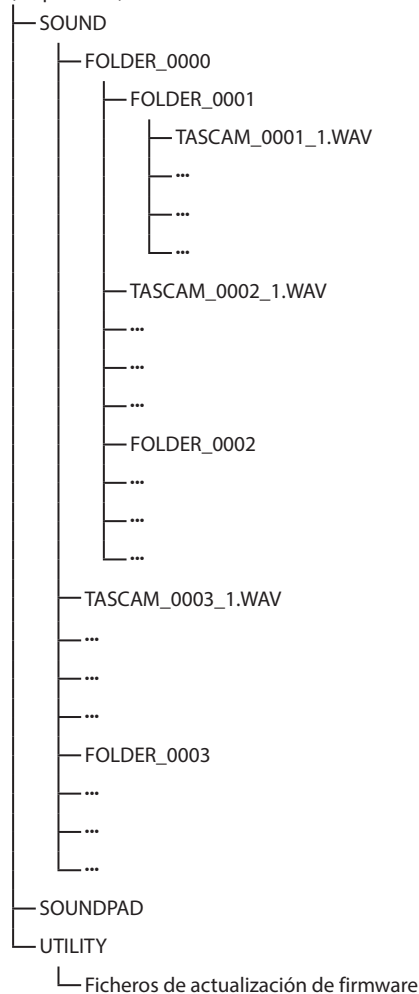 SOUND
FOLDER_0000
FOLDER_0001
TASCAM_0001_1.WAV
...
...
...
TASCAM_0002_1.WAV
...
...
...
FOLDER_0002
...
...
...
TASCAM_0003_1.WAV
...
...
...
FOLDER_0003
...
...
...
SOUNDPAD
UTILITY
Ficheros de actualización de firmware